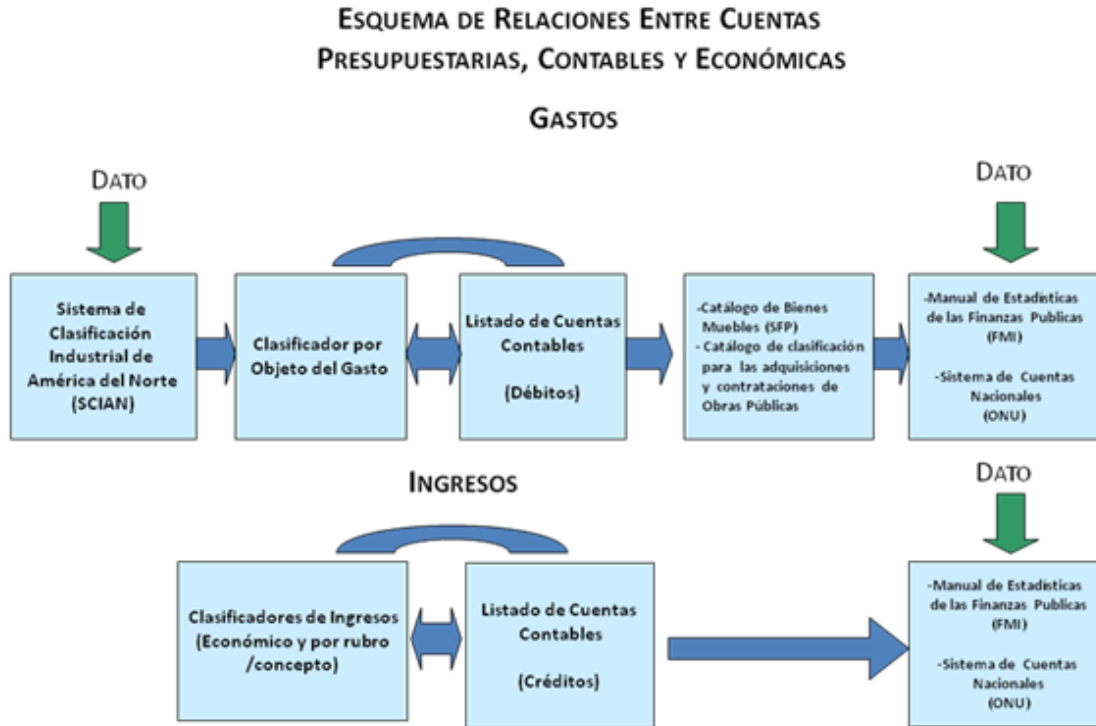 ESQUEMA DE RELACIONES ENTRE CUENTAS
PRESUPUESTARIAS, CONTABLES Y ECONÓMICAS
GASTOS
DATO
DATO
Sistema de
Clasificación
Industrial de
América del Norte
(SCIAN)
Clasificador por
Objeto del Gasto
Listado de Cuentas
Contables
(Débitos)
-Catálogo de Bienes
Muebles (SFP)
- Catálogo de clasificación
para las adquisiciones
y contrataciones de
Obras Públicas
-Manual de Estadísticas
de las Finanzas Publicas
(FMI)
-Sistema de Cuentas
Nacionales
(ONU)
INGRESOS
DATO
Clasificadores de Ingresos
(Económico y por rubro
/concepto)
Listado de Cuentas
Contables
(Créditos)
-Manual de Estadísticas
de las Finanzas Publicas
(FMI)
-Sistema de Cuentas
Nacionales
(ONU)